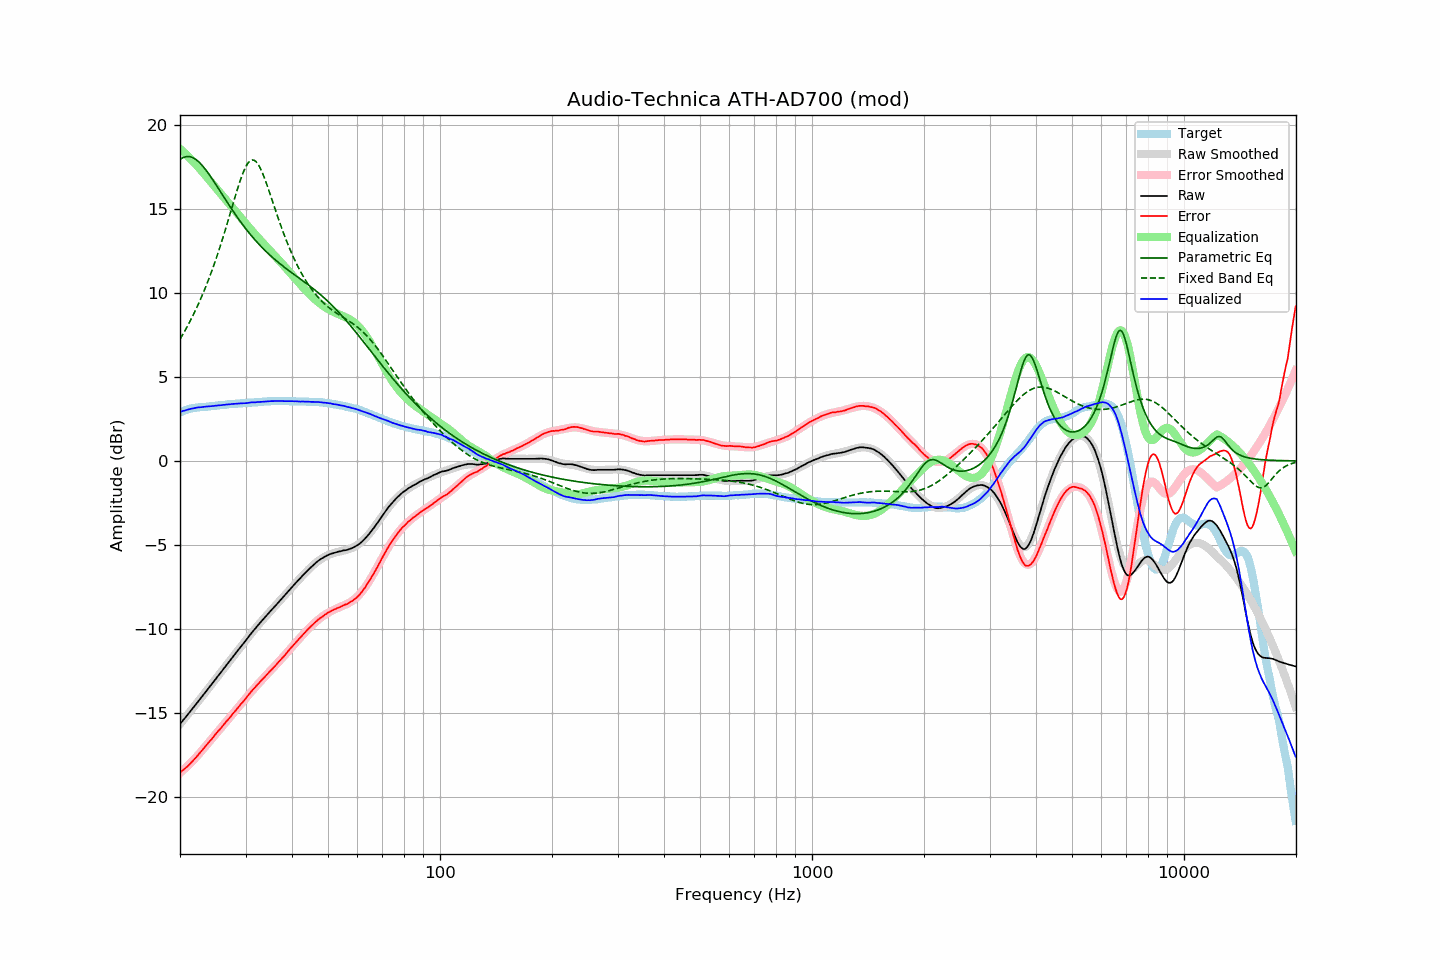 Audio-Technica ATH-AD700 (mod)
20
15
10
5
0
−5
−10
−15
−20
Amplitude (dBr)
Target
Raw Smoothed
Error Smoothed
Raw
Error
Equalization
Parametric Eq
Fixed Band Eq
Equalized
100
1000
10000
Frequency (Hz)